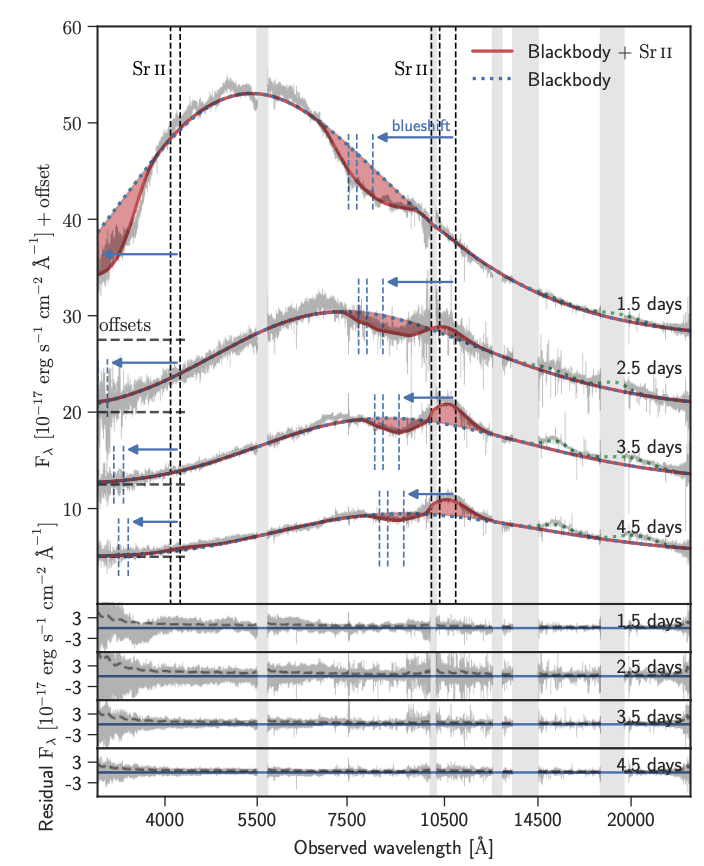 60
50
40
30
20
10
F_λ [10^−17 erg s^−1 cm^−2 Å^−1] + offset
Sr II
Sr II
Blackbody + Sr II
Blackbody
blueshift
1.5 days
offsets
2.5 days
3.5 days
4.5 days
Residual F_λ [10^−17 erg s^−1 cm^−2 Å^−1]
3
-3
1.5 days
3
-3
2.5 days
3
-3
3.5 days
3
-3
4.5 days
4000 5500 7500 10500 14500 20000
Observed wavelength [Å]